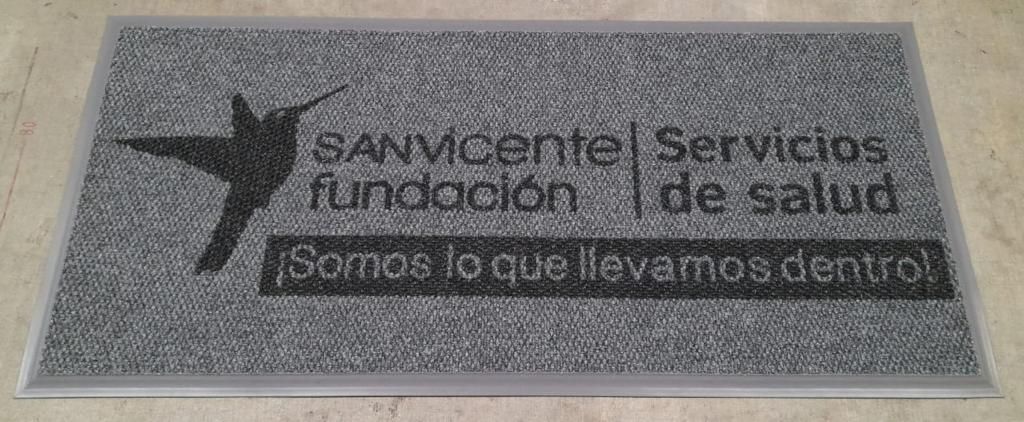 SANVicente
fundación
Servicios
de salud
¡Somos lo que llevamos dentro!